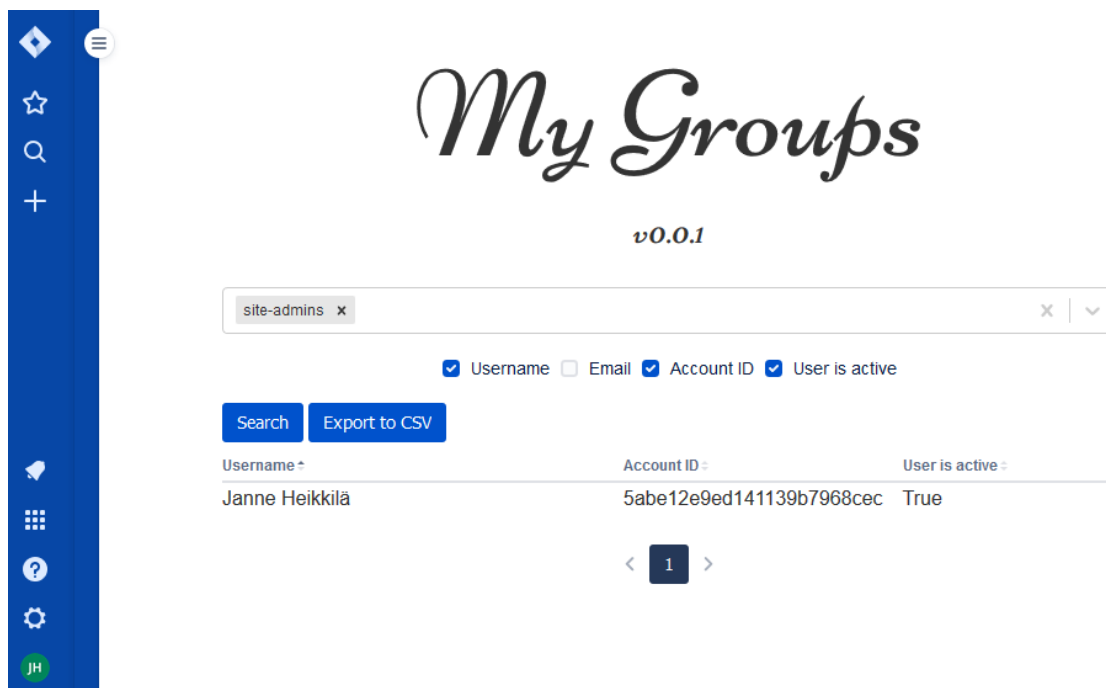 My Groups
v0.0.1
site-admins
Username Email Account ID User is active
Search Export to CSV
Username Account ID User is active
Janne Heikkilä 5abe12e9ed141139b7968cec True
1
JH